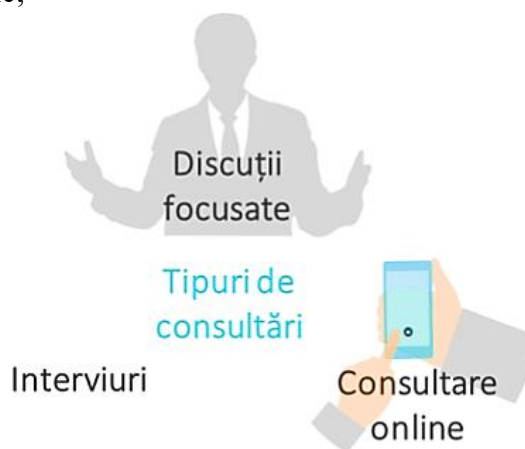 Discuții
focusate
Tipuri de
consultări
Interviuri
Consultare
online